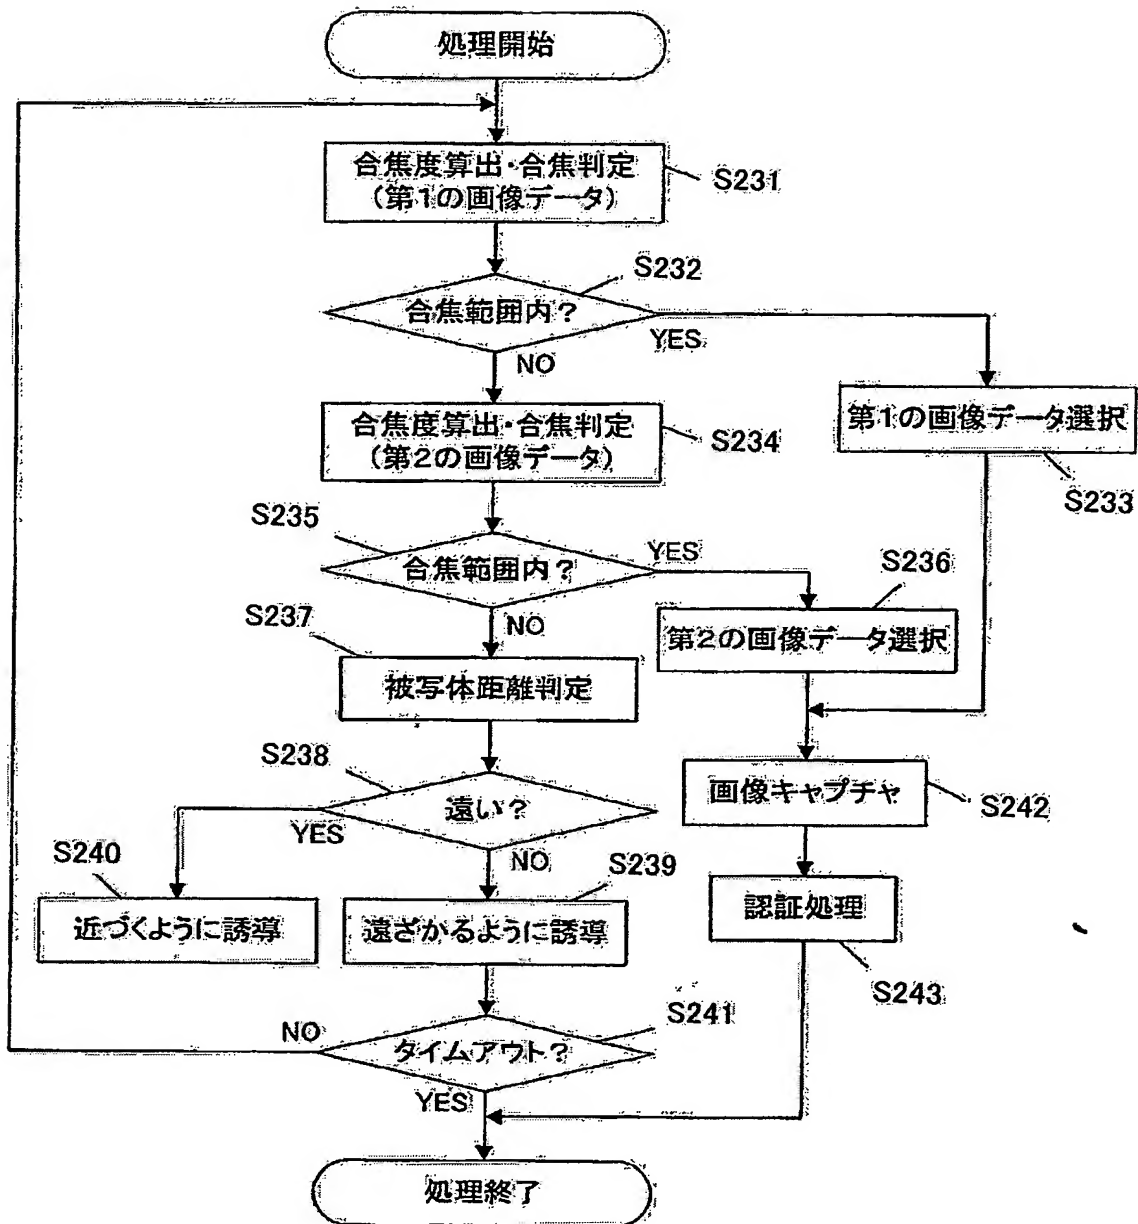 処理開始
合焦度算出・合焦判定
(第1の画像データ)
S231
S232
合焦範囲内?
YES
NO
第1の画像データ選択
S233
合焦度算出・合焦判定
(第2の画像データ)
S234
S235
合焦範囲内?
YES
NO
S236
第2の画像データ選択
S237
被写体距離判定
S238
遠い?
YES
NO
画像キャプチャ
S242
S240
近づくように誘導
S239
遠ざかるように誘導
認証処理
S243
S241
タイムアウト?
NO
YES
処理終了